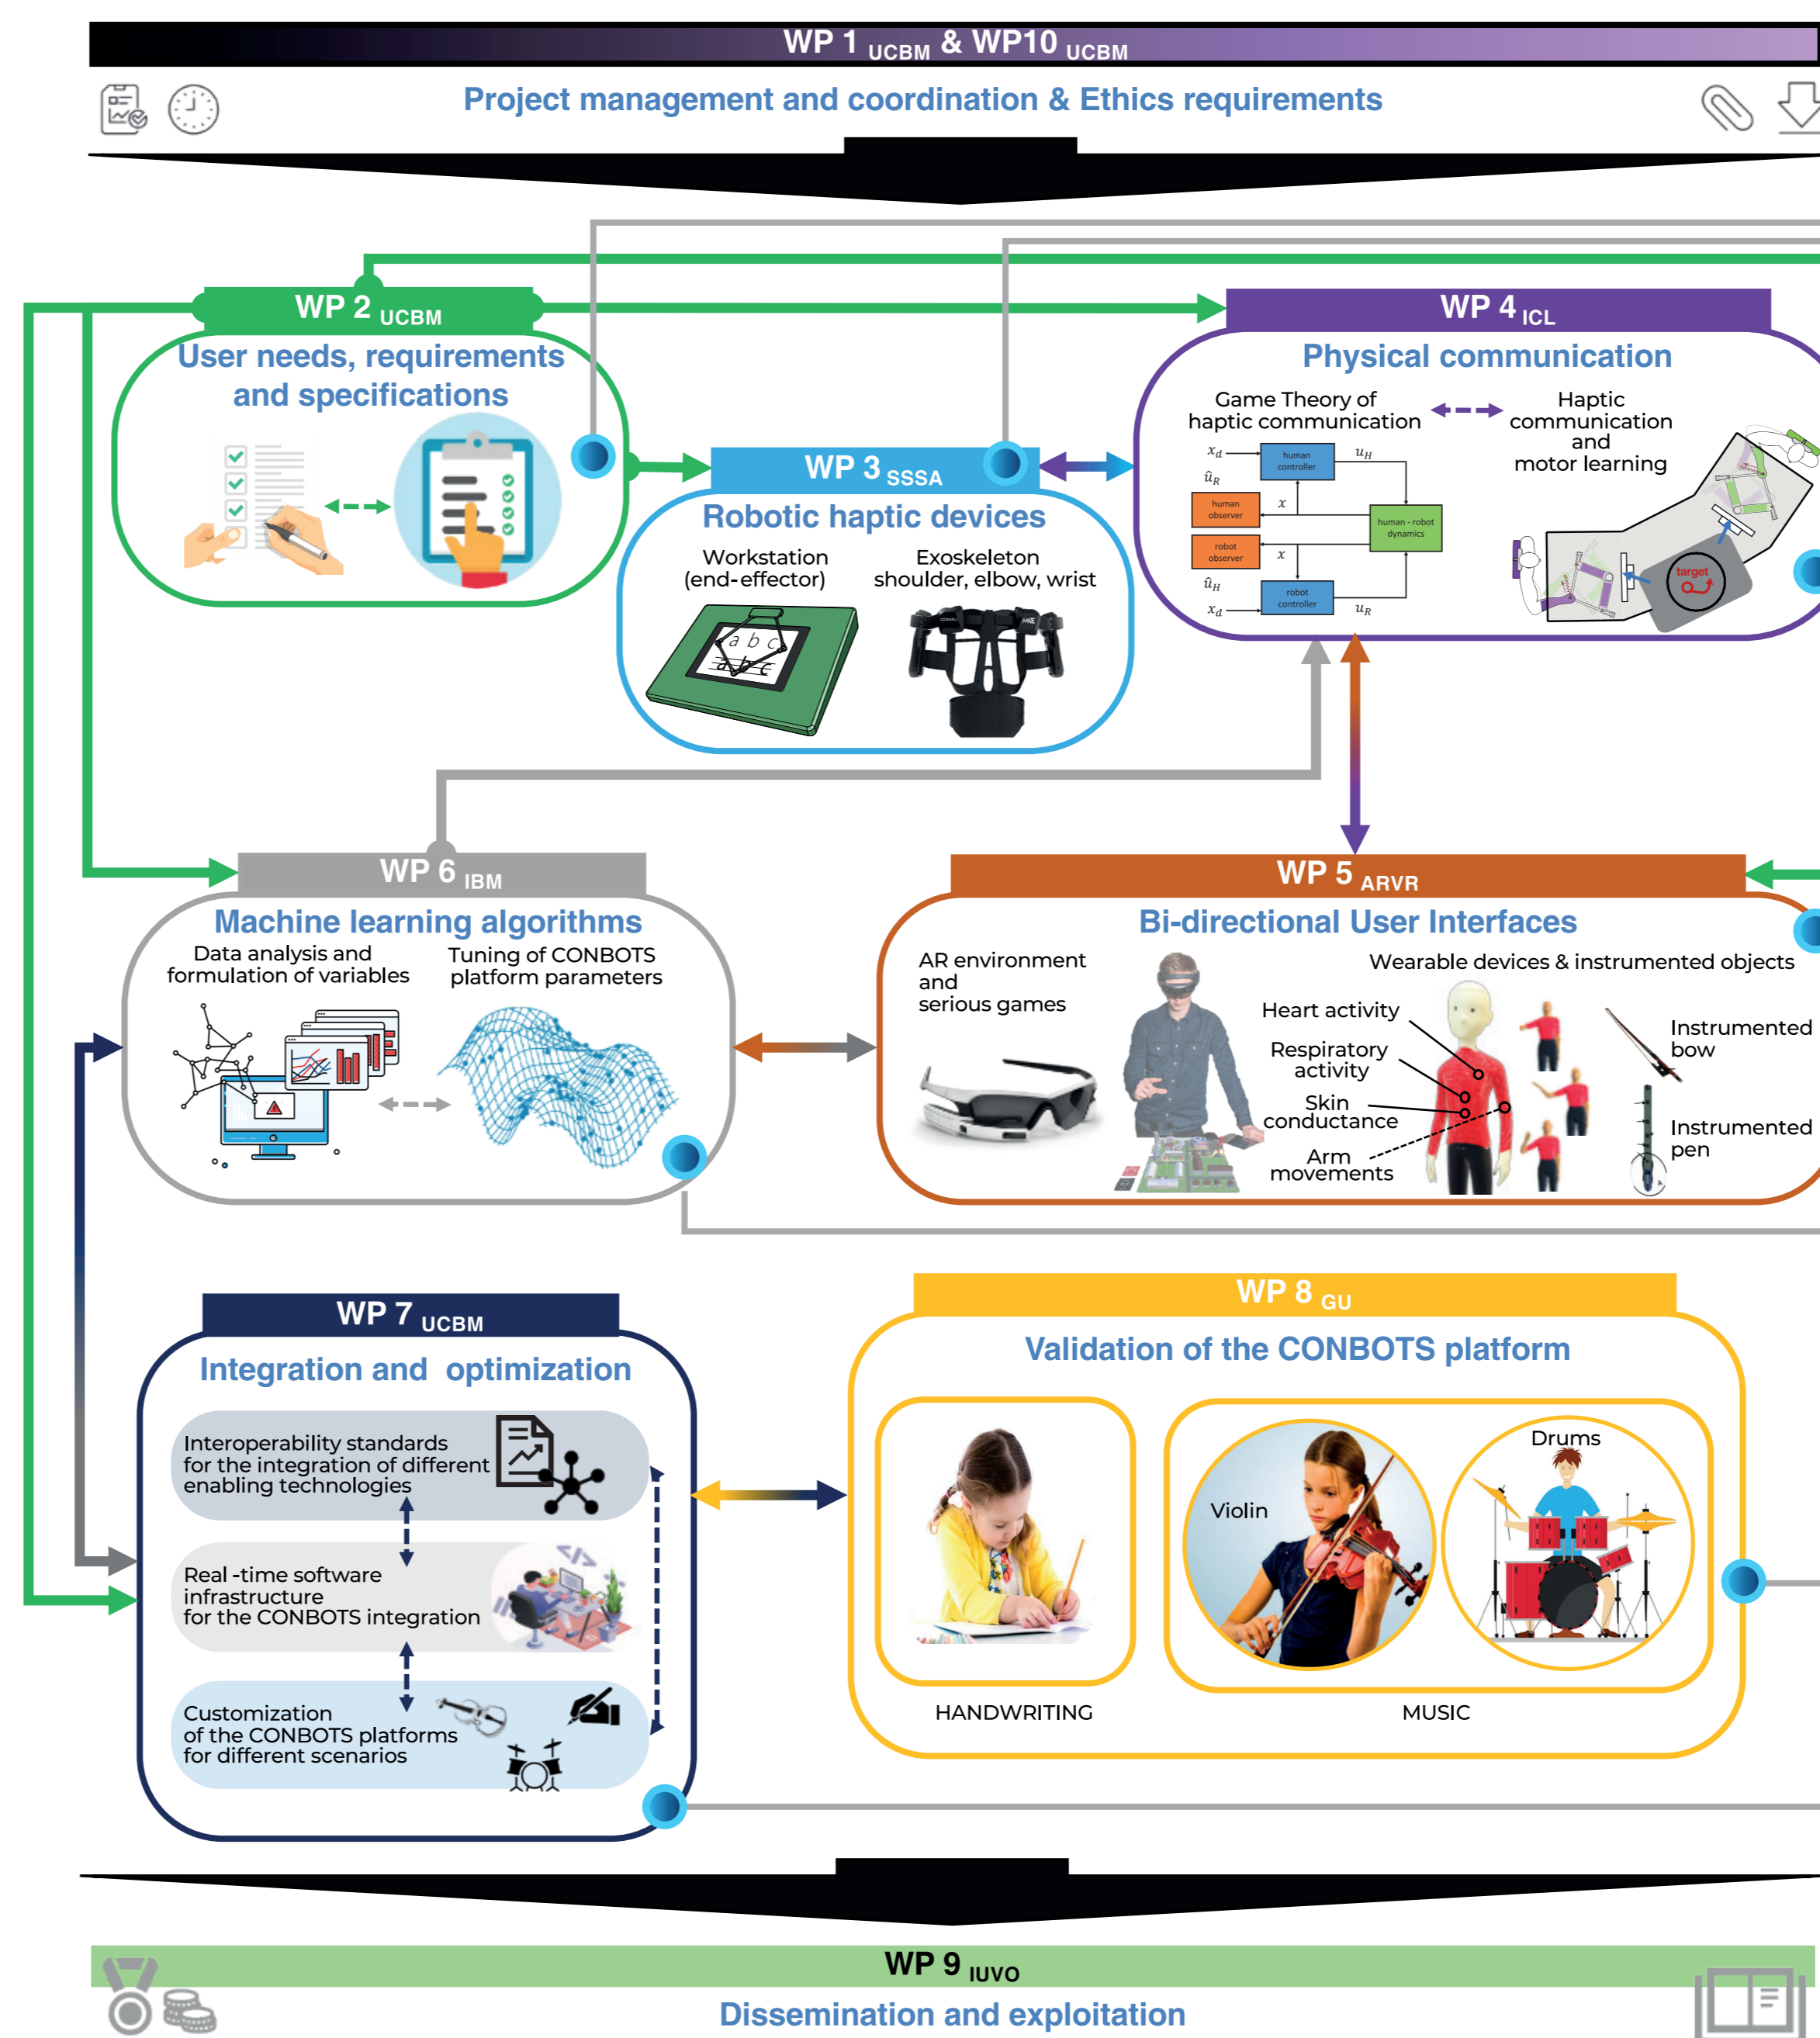 WP 1 UCBM & WP10 UCBM
Project management and coordination & Ethics requirements
WP 2 UCBM
User needs, requirements
and specifications
WP 3 SSSA
Robotic haptic devices
Workstation
(end-effector)
Exoskeleton
shoulder, elbow, wrist
a b c
a b c
WP 4 ICL
Physical communication
Game Theory of
haptic communication
Haptic
communication
and
motor learning
x_d
human
controller
u_H
û_R
human
observer
x
human - robot
dynamics
robot
observer
x
û_H
robot
controller
x_d
u_R
target
WP 6 IBM
Machine learning algorithms
Data analysis and
formulation of variables
Tuning of CONBOTS
platform parameters
WP 5 ARVR
Bi-directional User Interfaces
AR environment
and
serious games
Wearable devices & instrumented objects
Heart activity
Respiratory
activity
Skin
conductance
Arm
movements
Instrumented
bow
Instrumented
pen
WP 7 UCBM
Integration and optimization
Interoperability standards
for the integration of different
enabling technologies
Real -time software
infrastructure
for the CONBOTS integration
Customization
of the CONBOTS platforms
for different scenarios
WP 8 GU
Validation of the CONBOTS platform
Violin
Drums
HANDWRITING
MUSIC
WP 9 IUVO
Dissemination and exploitation